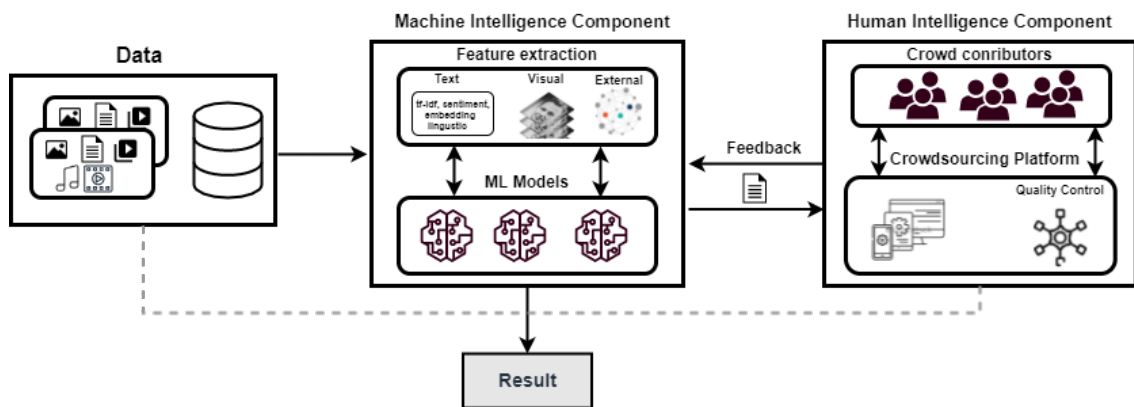 Machine Intelligence Component
Human Intelligence Component
Data
Feature extraction
Crowd conributors
Text
Visual
External
tf-idf, sentiment,
embedding
lingustic
Feedback
Crowdsourcing Platform
ML Models
Quality Control
Result